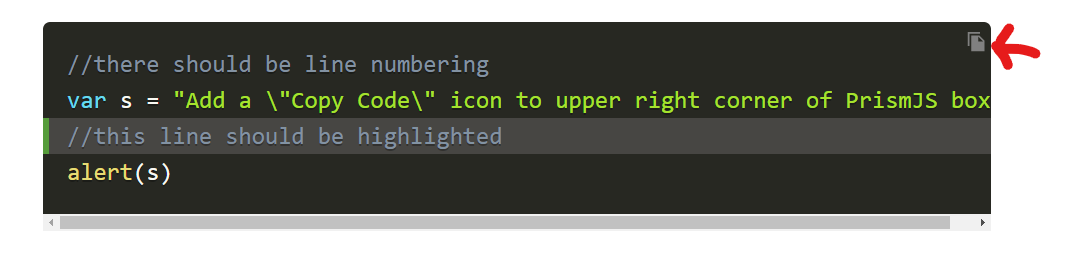 //there should be line numbering
var s = "Add a \"Copy Code\" icon to upper right corner of PrismJS box
//this line should be highlighted
alert(s)